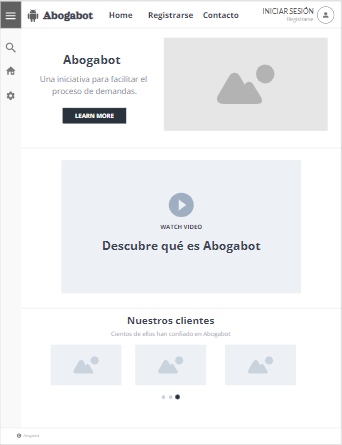 Abogabot
Home
Registrarse
Contacto
INICIAR SESIÓN
Registrarse
Abogabot
Una iniciativa para facilitar el
proceso de demandas.
LEARN MORE
WATCH VIDEO
Descubre qué es Abogabot
Nuestros clientes
Cientos de ellos han confiado en Abogabot
Abogabot